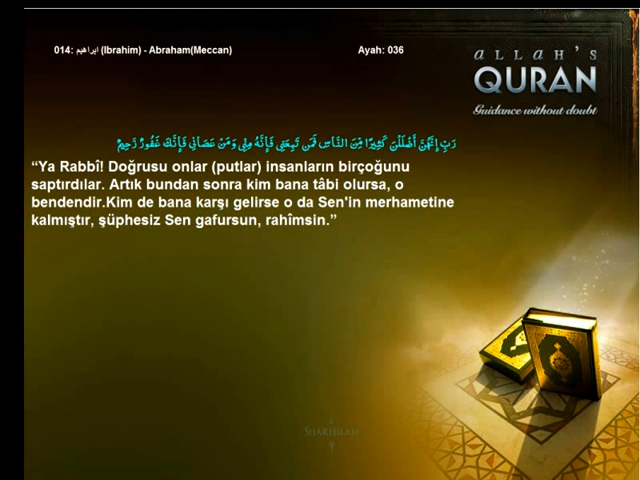 014: ابراهيم (Ibrahim) - Abraham(Meccan) Ayah: 036
ALLAH'S
QURAN
Guidance without doubt
رَبِّ إِنَّهُنَّ أَضْلَلْنَ كَثِيرًا مِّنَ النَّاسِ فَمَن تَبِعَنِي فَإِنَّهُ مِنِّي وَمَنْ عَصَانِي فَإِنَّكَ غَفُورٌ رَّحِيمٌ
“Ya Rabbî! Doğrusu onlar (putlar) insanların birçoğunu
saptırdılar. Artık bundan sonra kim bana tâbi olursa, o
bendendir.Kim de bana karşı gelirse o da Sen'in merhametine
kalmıştır, şüphesiz Sen gafursun, rahîmsin.”
SHAREISLAM